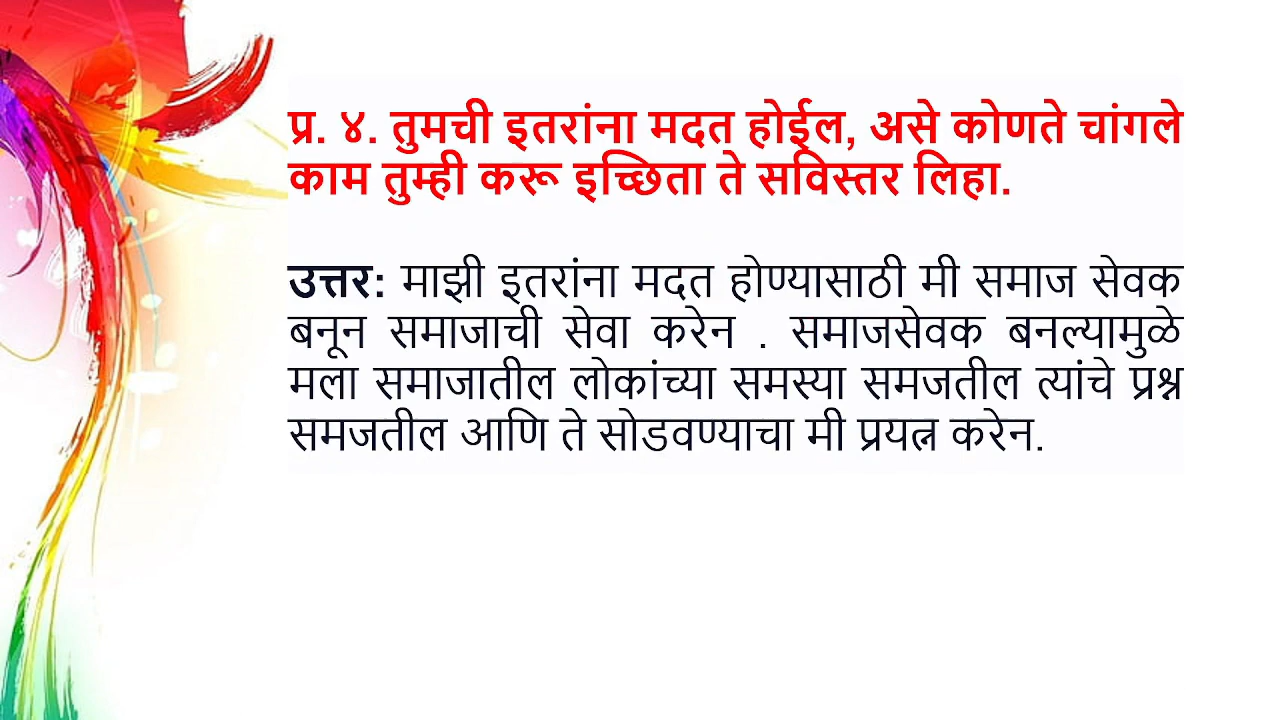 प्र. ४. तुमची इतरांना मदत होईल, असे कोणते चांगले
काम तुम्ही करू इच्छिता ते सविस्तर लिहा.
उत्तर: माझी इतरांना मदत होण्यासाठी मी समाज सेवक
बनून समाजाची सेवा करेन . समाजसेवक बनल्यामुळे
मला समाजातील लोकांच्या समस्या समजतील त्यांचे प्रश्न
समजतील आणि ते सोडवण्याचा मी प्रयत्न करेन.